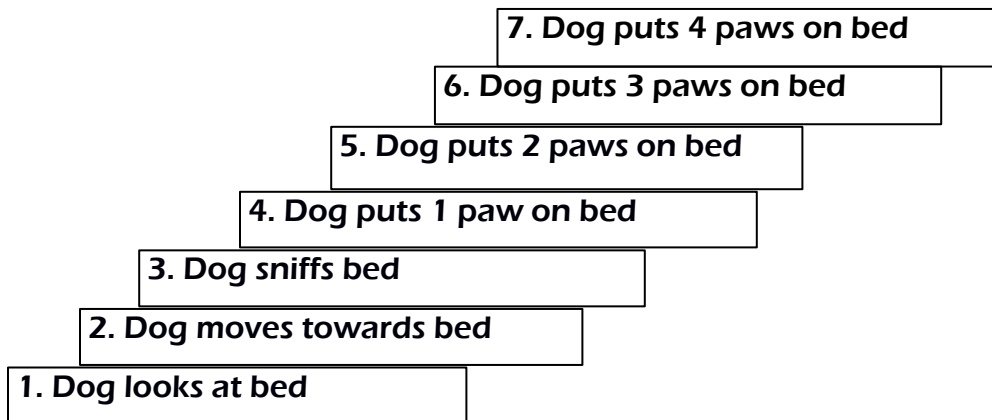 7. Dog puts 4 paws on bed
6. Dog puts 3 paws on bed
5. Dog puts 2 paws on bed
4. Dog puts 1 paw on bed
3. Dog sniffs bed
2. Dog moves towards bed
1. Dog looks at bed